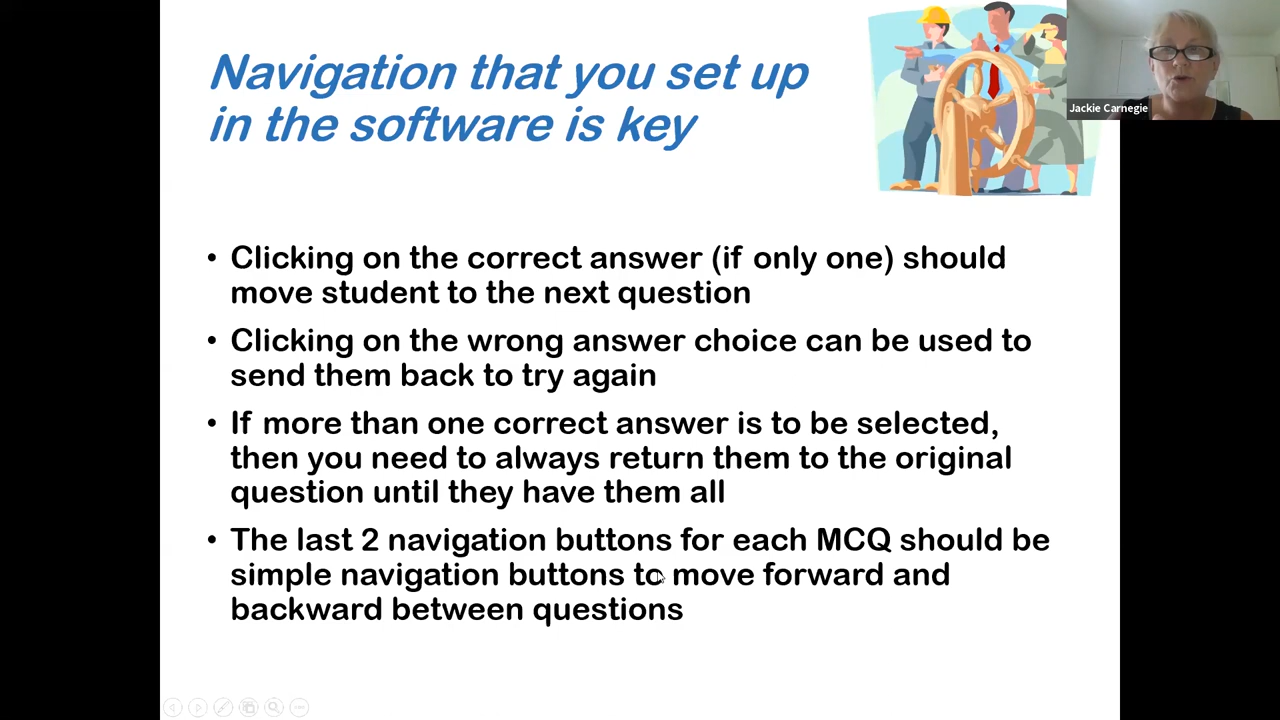 Navigation that you set up
in the software is key
Jackie Carnegie
• Clicking on the correct answer (if only one) should
move student to the next question
• Clicking on the wrong answer choice can be used to
send them back to try again
• If more than one correct answer is to be selected,
then you need to always return them to the original
question until they have them all
• The last 2 navigation buttons for each MCQ should be
simple navigation buttons to move forward and
backward between questions